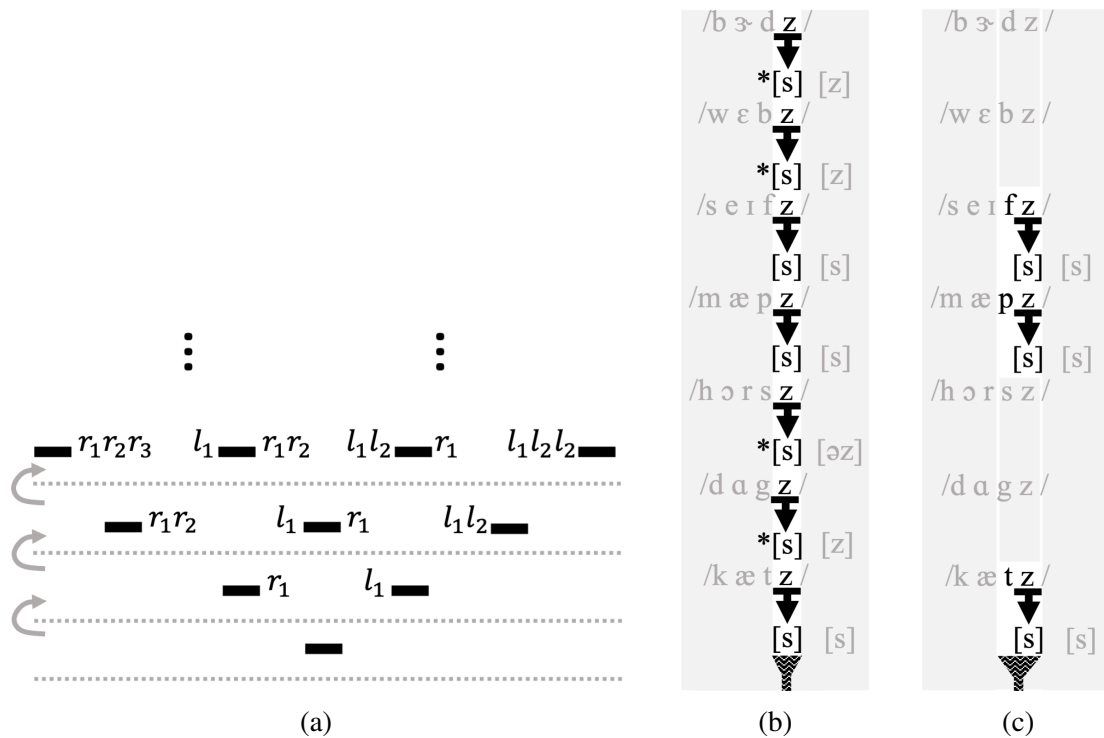 r₁r₂r₃ l₁ r₁r₂ l₁l₂ r₁ l₁l₂l₂
r₁r₂ l₁ r₁ l₁l₂
r₁ l₁
(a)
/b ɝ d z/
*[s] [z]
/w ɛ b z/
*[s] [z]
/s e ɪ f z/
[s] [s]
/m æ p z/
[s] [s]
/h ɔ r s z/
*[s] [əz]
/d ɑ g z/
*[s] [z]
/k æ t z/
[s] [s]
(b)
/b ɝ d z/
/w ɛ b z/
/s e ɪ f z/
[s] [s]
/m æ p z/
[s] [s]
/h ɔ r s z/
/d ɑ g z/
/k æ t z/
[s] [s]
(c)